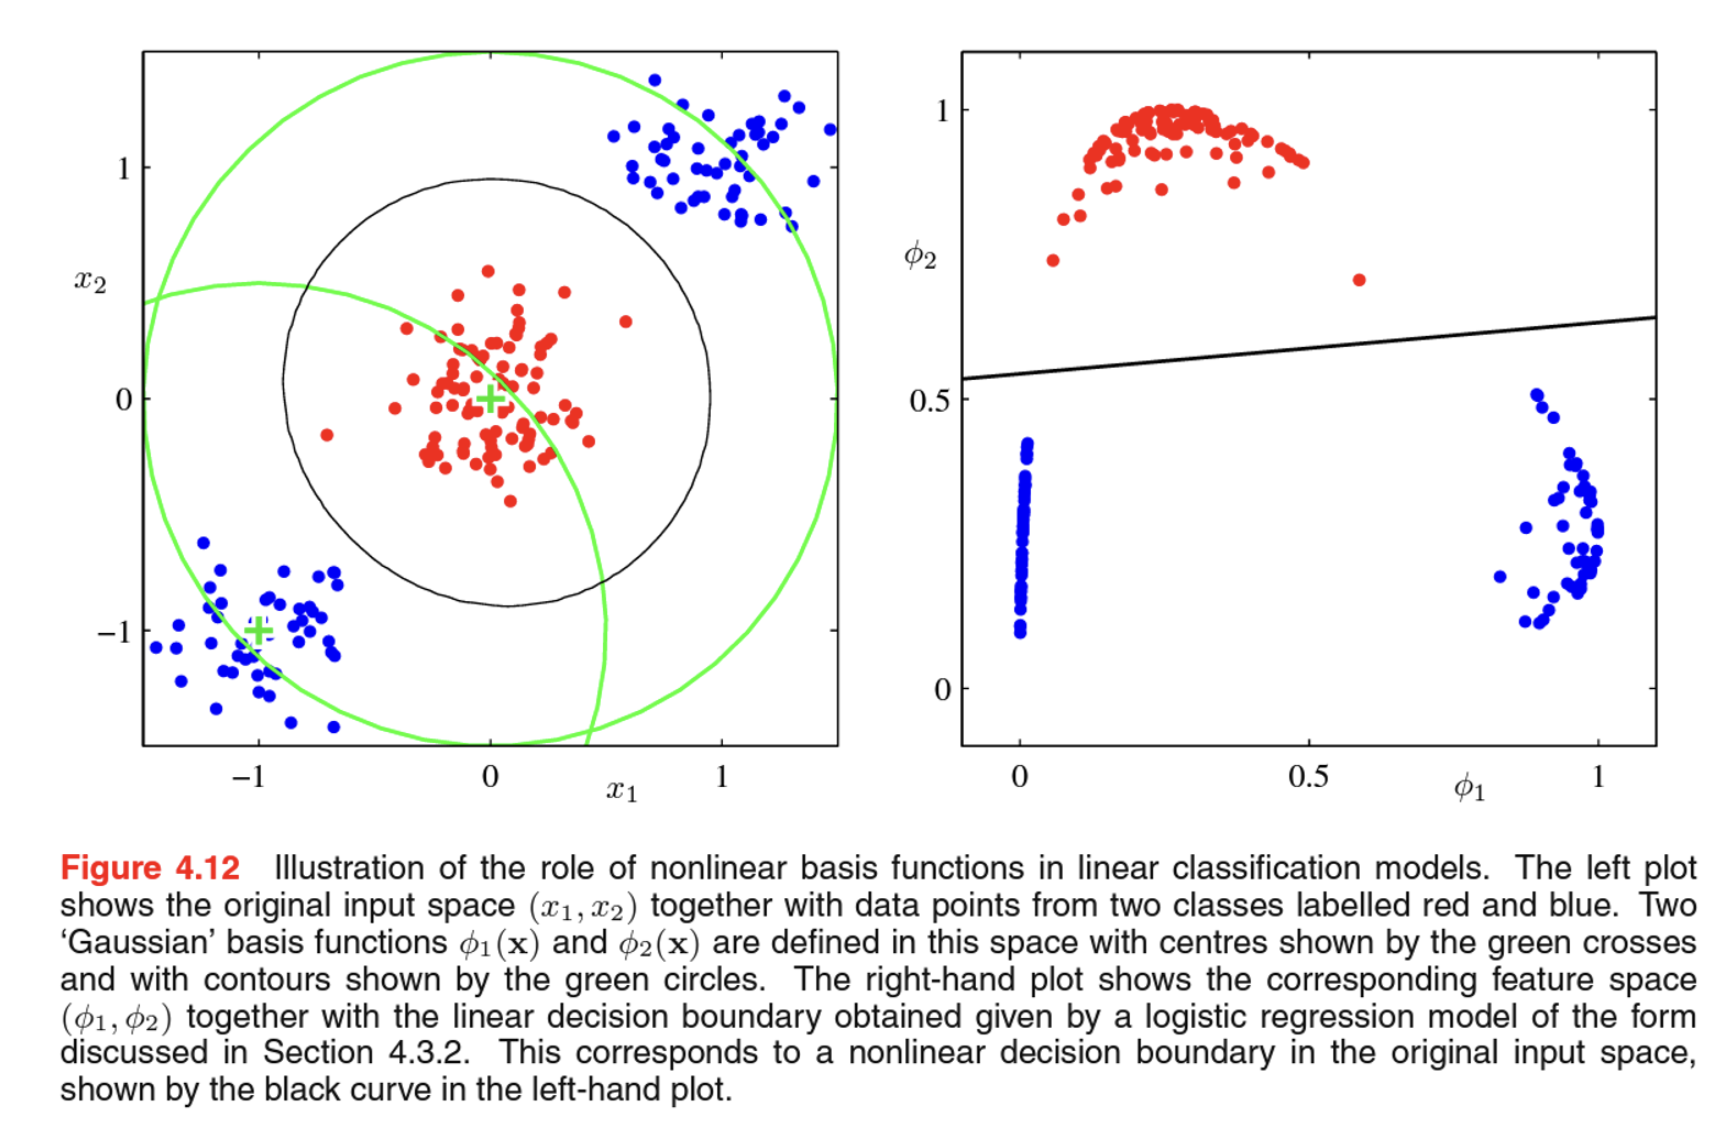 x₂
1
0
−1
−1
0
1
x₁
ϕ₂
1
0.5
0
0
0.5
1
ϕ₁
Figure 4.12 Illustration of the role of nonlinear basis functions in linear classification models. The left plot
shows the original input space (x₁, x₂) together with data points from two classes labelled red and blue. Two
‘Gaussian’ basis functions ϕ₁(x) and ϕ₂(x) are defined in this space with centres shown by the green crosses
and with contours shown by the green circles. The right-hand plot shows the corresponding feature space
(ϕ₁, ϕ₂) together with the linear decision boundary obtained given by a logistic regression model of the form
discussed in Section 4.3.2. This corresponds to a nonlinear decision boundary in the original input space,
shown by the black curve in the left-hand plot.